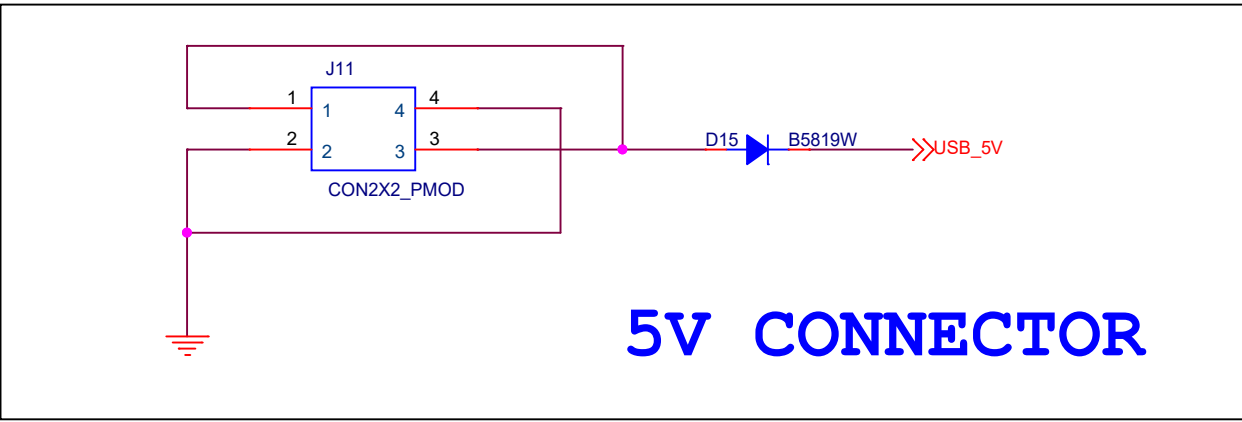 J11
1 1 4 4
2 2 3 3
CON2X2_PMOD
D15 B5819W USB_5V
5V CONNECTOR